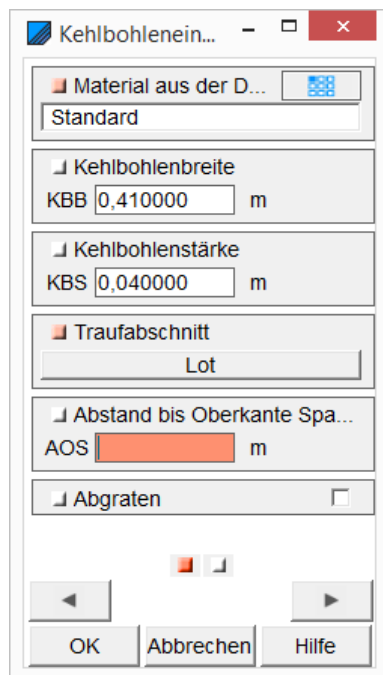 Kehlbohlenein...
Material aus der D...
Standard
Kehlbohlenbreite
KBB 0,410000 m
Kehlbohlenstärke
KBS 0,040000 m
Traufabschnitt
Lot
Abstand bis Oberkante Spa...
AOS m
Abgraten
OK Abbrechen Hilfe